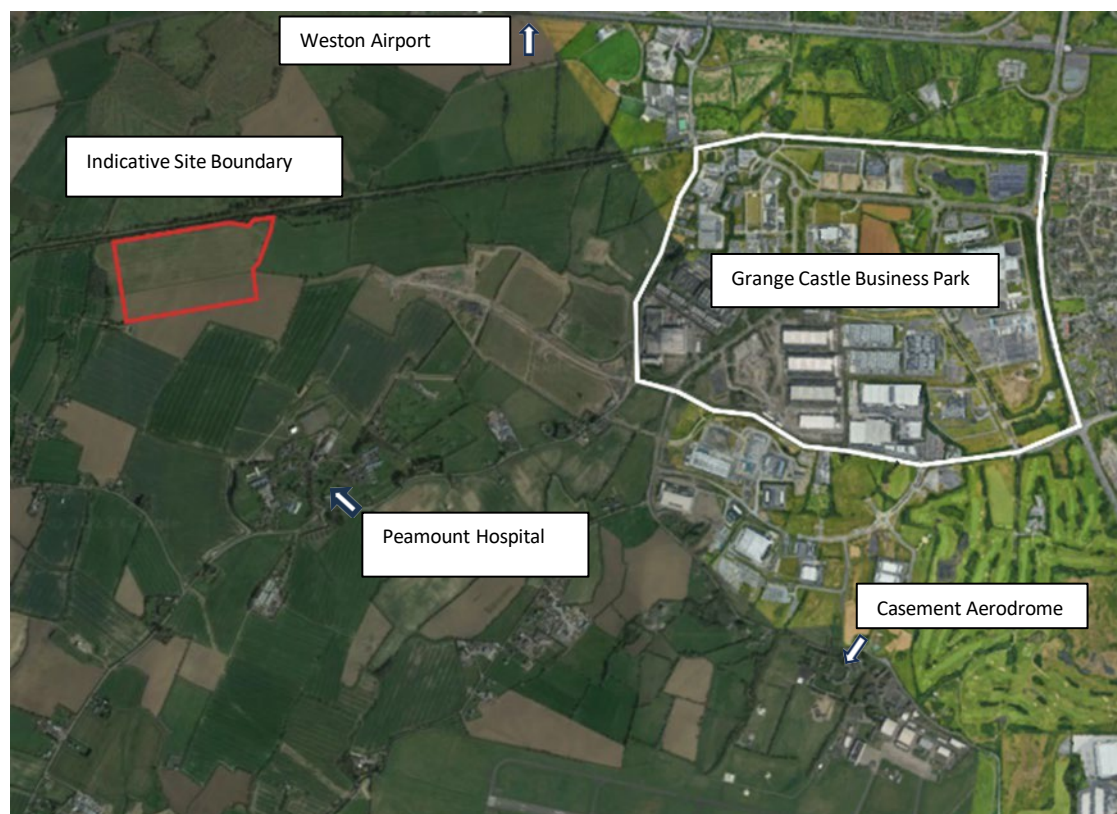 Weston Airport
Indicative Site Boundary
Grange Castle Business Park
Peamount Hospital
Casement Aerodrome